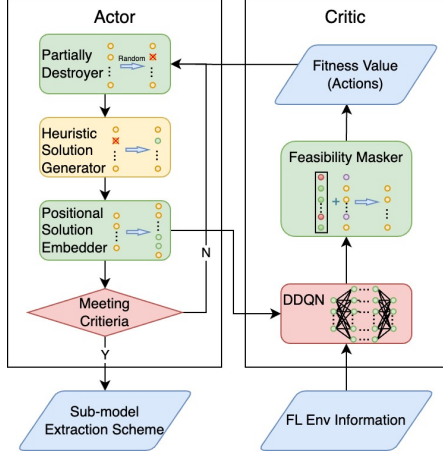 Actor
Partially
Destroyer
Random
Heuristic
Solution
Generator
Positional
Solution
Embedder
Meeting
Critieria
N
Y
Sub-model
Extraction Scheme
Critic
Fitness Value
(Actions)
Feasibility Masker
+
DDQN
FL Env Information